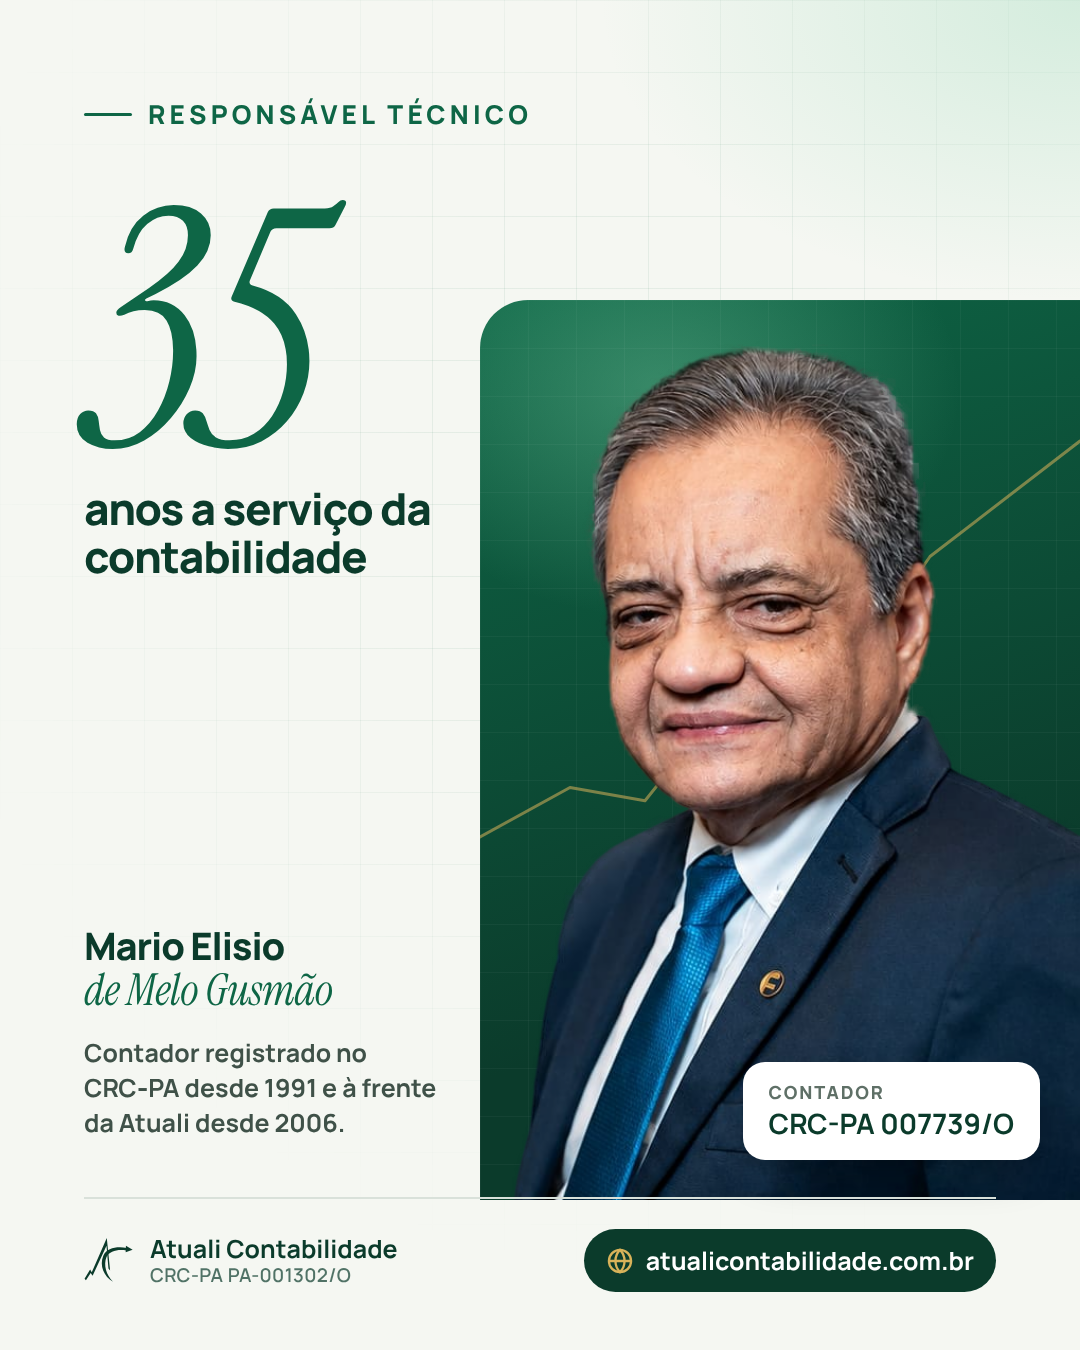 RESPONSÁVEL TÉCNICO
35
anos a serviço da
contabilidade
Mario Elisio
de Melo Gusmão
Contador registrado no
CRC-PA desde 1991 e à frente
da Atuali desde 2006.
CONTADOR
CRC-PA 007739/O
Atuali Contabilidade
CRC-PA PA-001302/O
atualicontabilidade.com.br